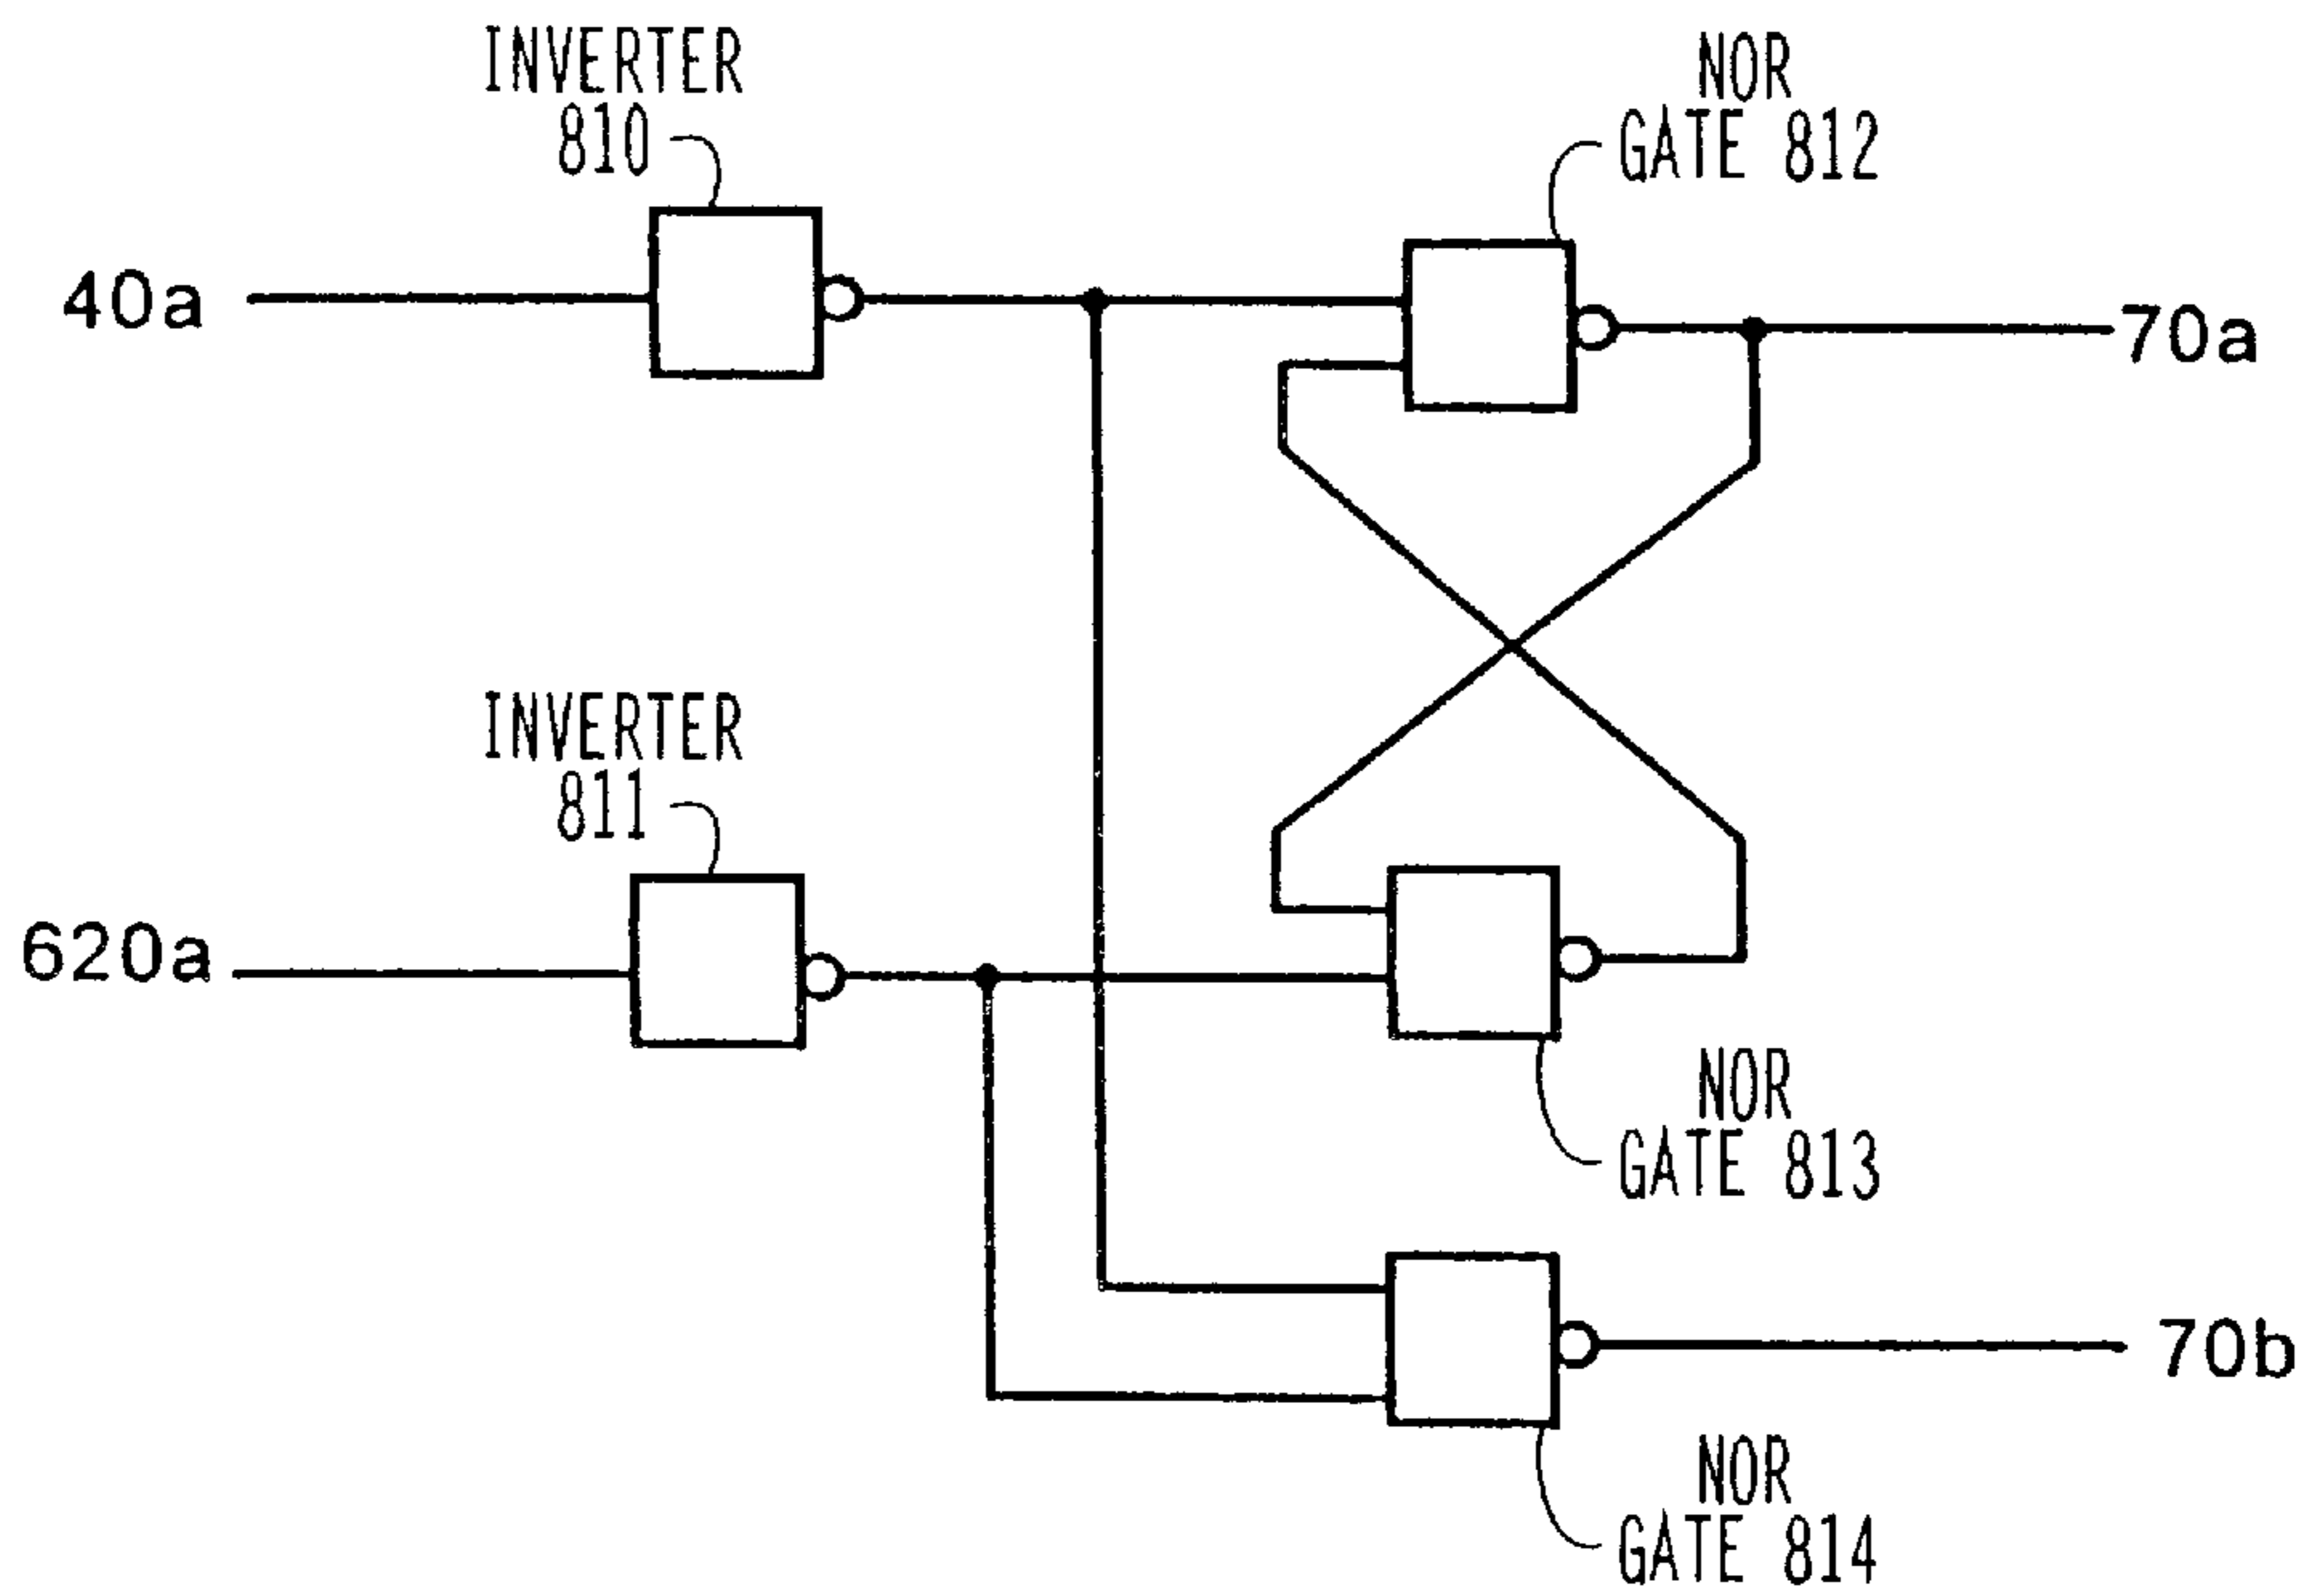 INVERTER
810
NOR
GATE 812
40a
70a
INVERTER
811
620a
NOR
GATE 813
70b
NOR
GATE 814